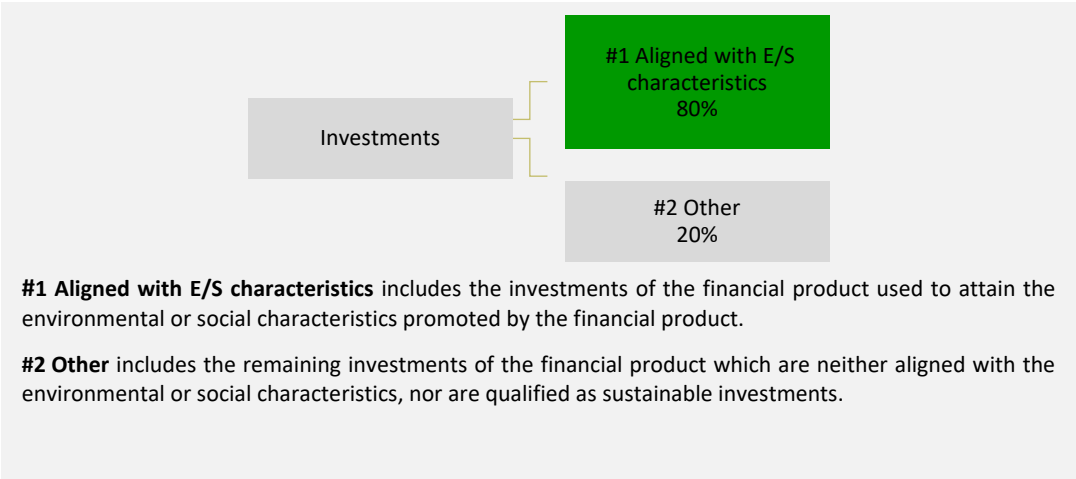 #1 Aligned with E/S
characteristics
80%
Investments
#2 Other
20%
#1 Aligned with E/S characteristics includes the investments of the financial product used to attain the
environmental or social characteristics promoted by the financial product.
#2 Other includes the remaining investments of the financial product which are neither aligned with the
environmental or social characteristics, nor are qualified as sustainable investments.